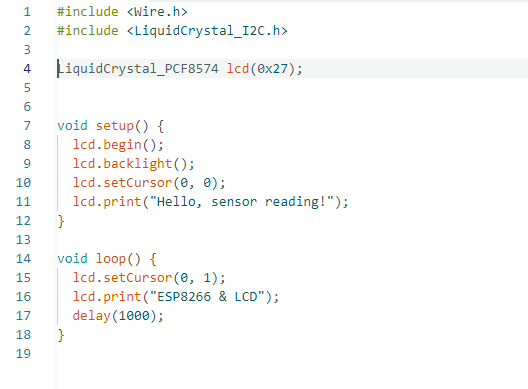 1 #include <Wire.h>
2 #include <LiquidCrystal_I2C.h>
3
4 LiquidCrystal_PCF8574 lcd(0x27);
5
6
7 void setup() {
8   lcd.begin();
9   lcd.backlight();
10   lcd.setCursor(0, 0);
11   lcd.print("Hello, sensor reading!");
12 }
13
14 void loop() {
15   lcd.setCursor(0, 1);
16   lcd.print("ESP8266 & LCD");
17   delay(1000);
18 }
19